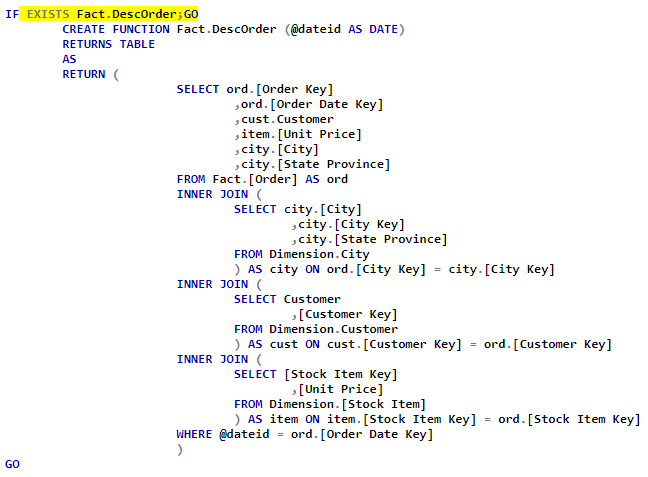 IF EXISTS Fact.DescOrder;GO
CREATE FUNCTION Fact.DescOrder (@dateid AS DATE)
RETURNS TABLE
AS
RETURN (
SELECT ord.[Order Key]
,ord.[Order Date Key]
,cust.Customer
,item.[Unit Price]
,city.[City]
,city.[State Province]
FROM Fact.[Order] AS ord
INNER JOIN (
SELECT city.[City]
,city.[City Key]
,city.[State Province]
FROM Dimension.City
) AS city ON ord.[City Key] = city.[City Key]
INNER JOIN (
SELECT Customer
,[Customer Key]
FROM Dimension.Customer
) AS cust ON cust.[Customer Key] = ord.[Customer Key]
INNER JOIN (
SELECT [Stock Item Key]
,[Unit Price]
FROM Dimension.[Stock Item]
) AS item ON item.[Stock Item Key] = ord.[Stock Item Key]
WHERE @dateid = ord.[Order Date Key]
)
GO